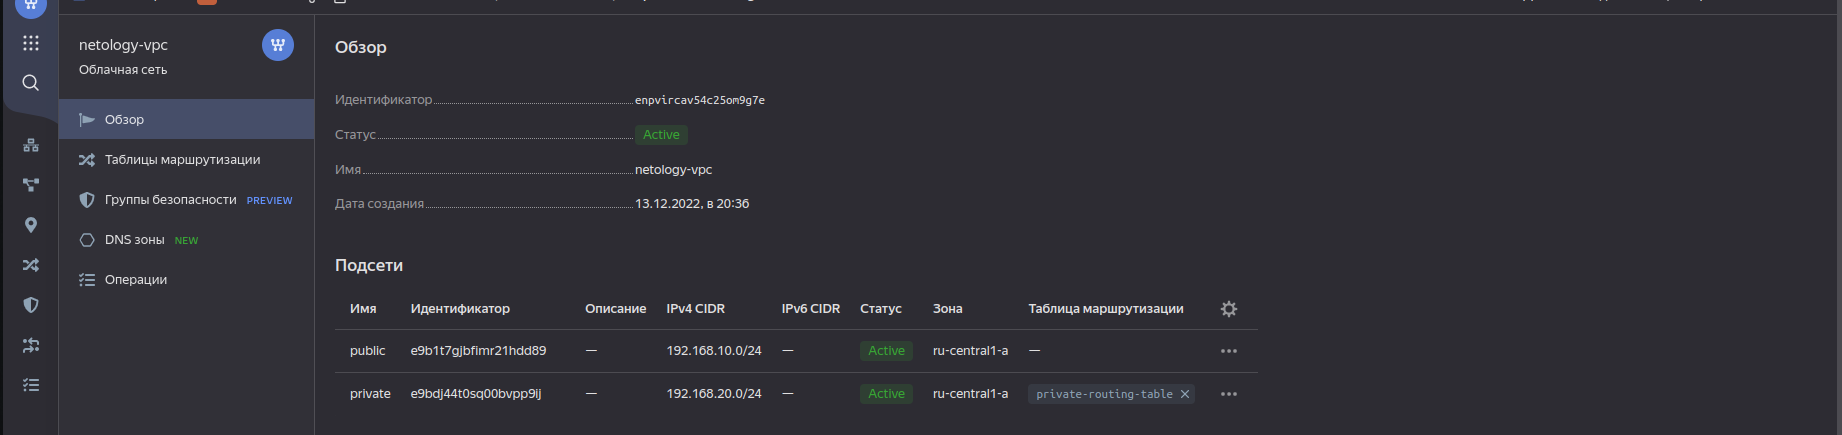 netology-vpc
Облачная сеть
Обзор
Таблицы маршрутизации
Группы безопасности PREVIEW
DNS зоны NEW
Операции
Обзор
Идентификатор enpvircav54c25om9g7e
Статус Active
Имя netology-vpc
Дата создания 13.12.2022, в 20:36
Подсети
Имя Идентификатор Описание IPv4 CIDR IPv6 CIDR Статус Зона Таблица маршрутизации
public e9b1t7gjbfimr21hdd89 — 192.168.10.0/24 — Active ru-central1-a —
private e9bdj44t0sq00bvpp9ij — 192.168.20.0/24 — Active ru-central1-a private-routing-table